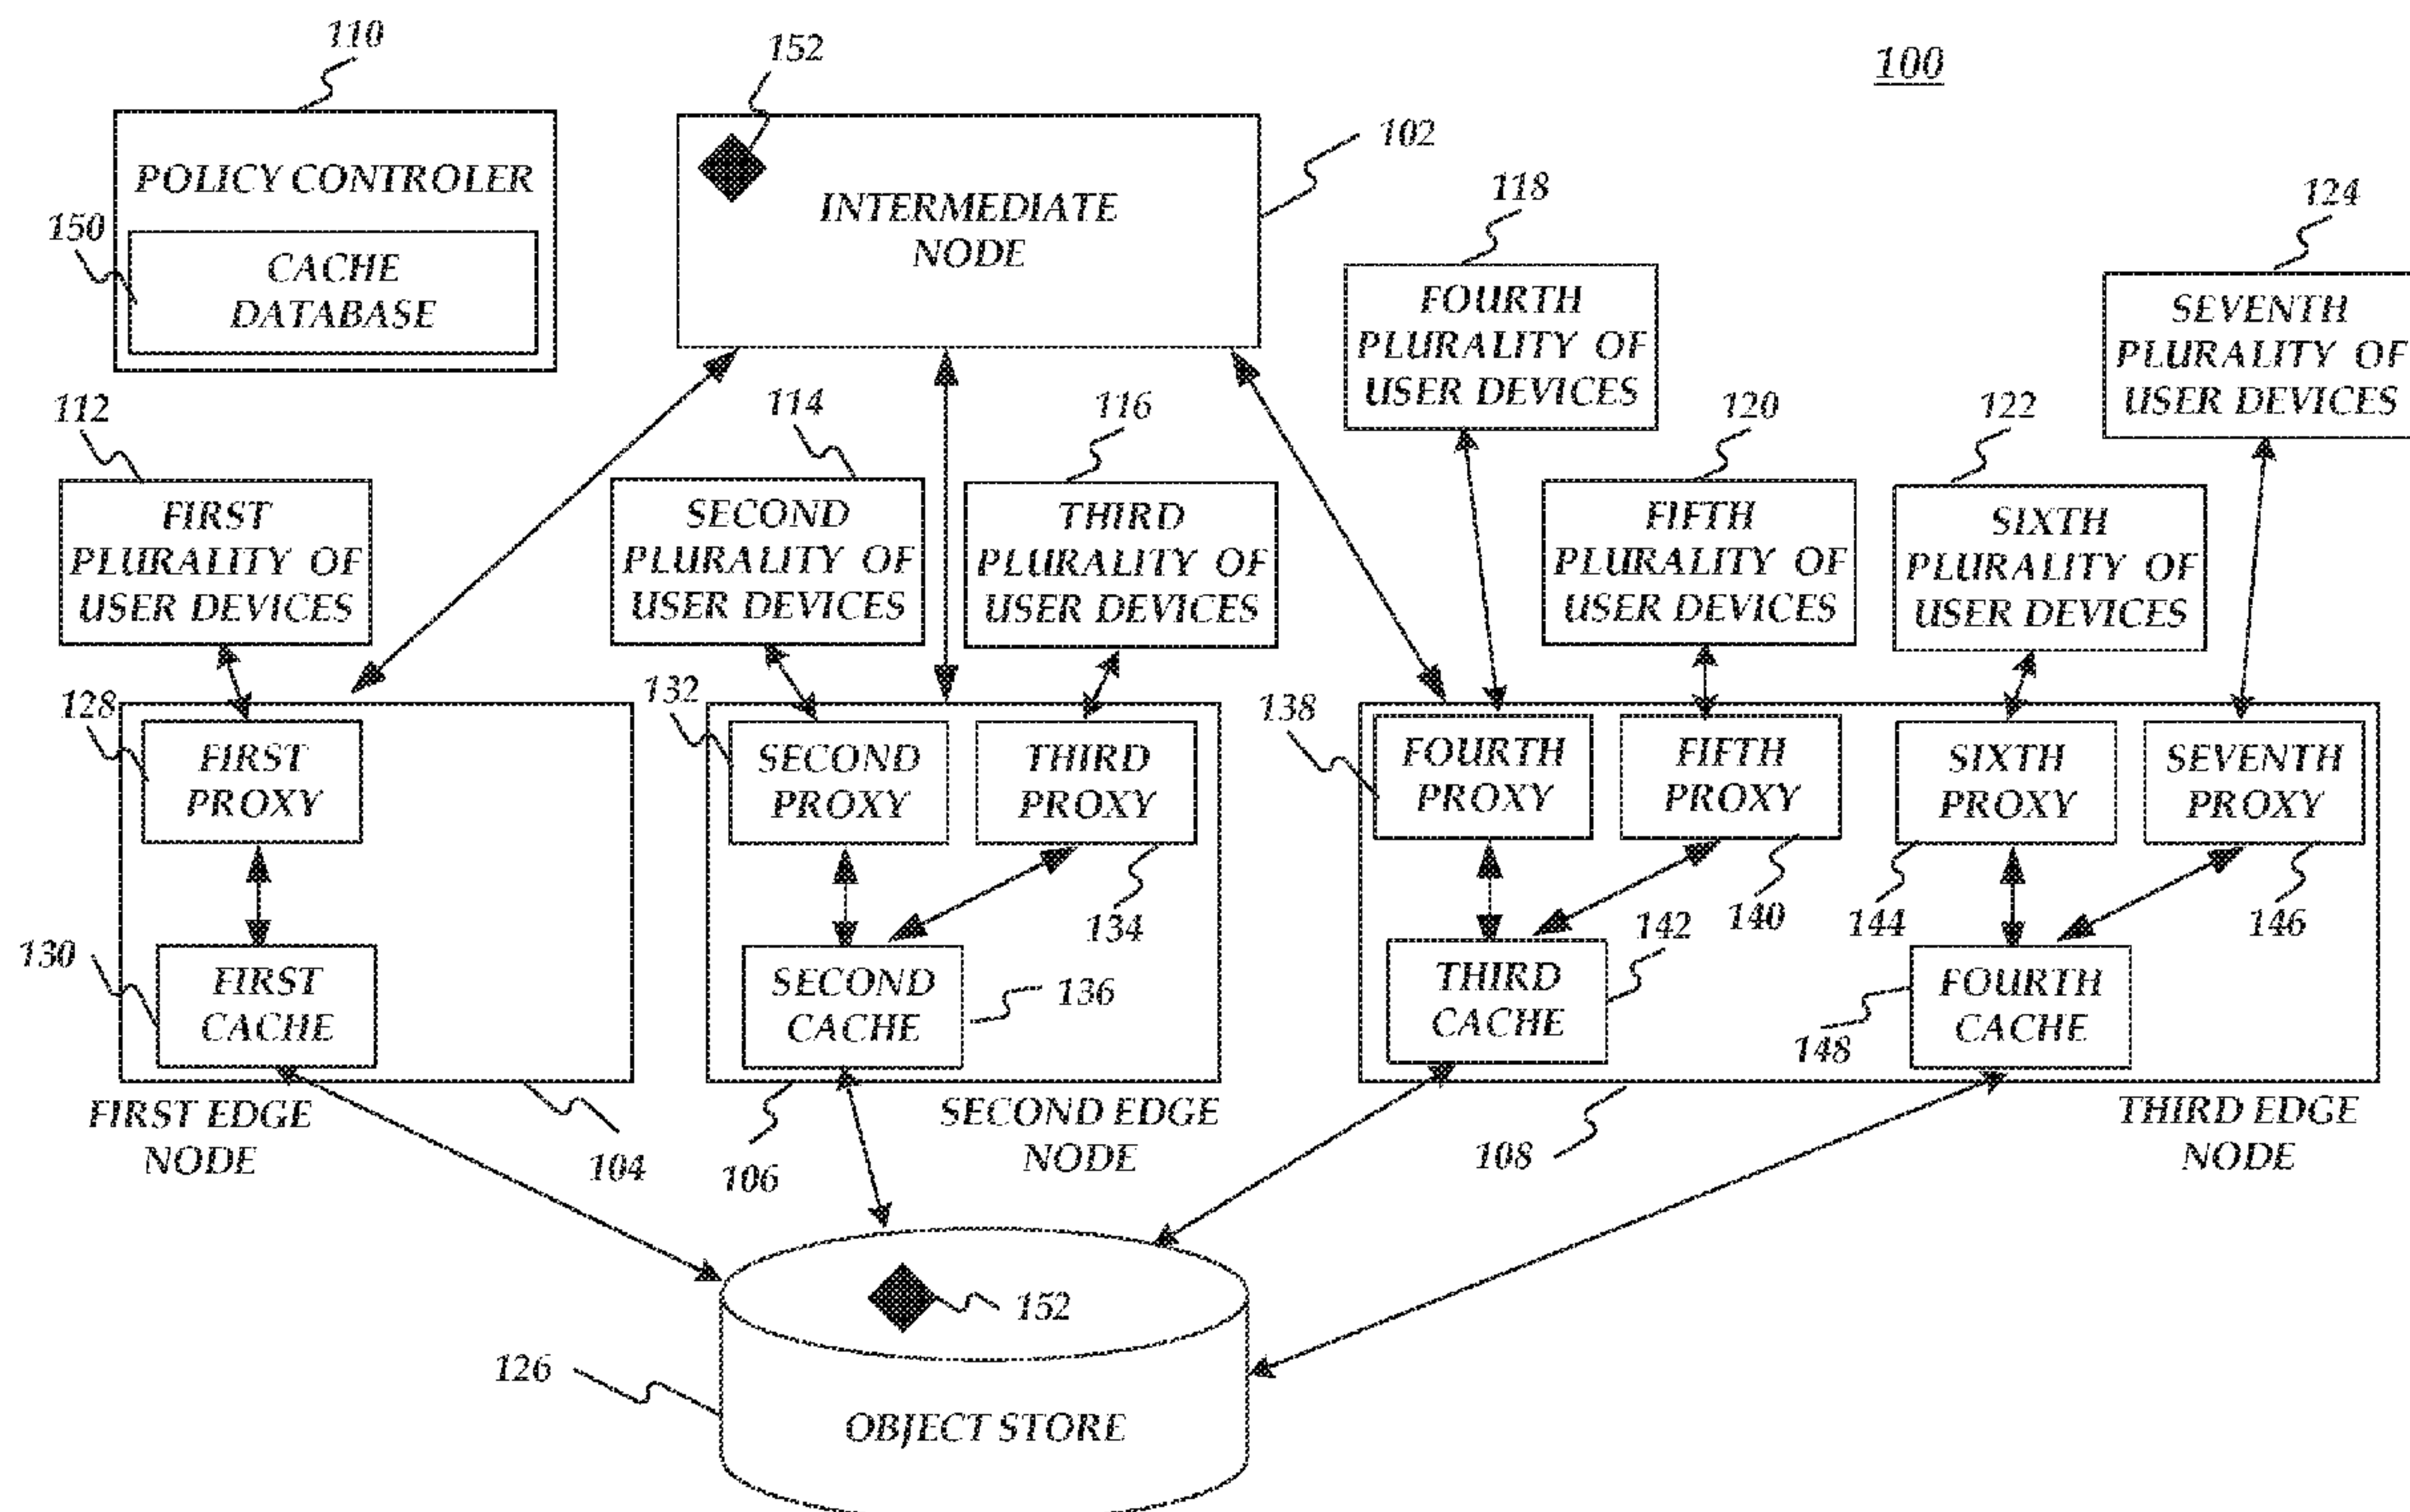 110
152
100
102
POLICY CONTROLER
118
124
150
INTERMEDIATE
NODE
CACHE
DATABASE
FOURTH
PLURALITY OF
USER DEVICES
SEVENTH
PLURALITY OF
USER DEVICES
112
114
116
120
122
FIRST
PLURALITY OF
USER DEVICES
SECOND
PLURALITY OF
USER DEVICES
THIRD
PLURALITY OF
USER DEVICES
FIFTH
PLURALITY OF
USER DEVICES
SIXTH
PLURALITY OF
USER DEVICES
128
132
138
FIRST
PROXY
SECOND
PROXY
THIRD
PROXY
FOURTH
PROXY
FIFTH
PROXY
SIXTH
PROXY
SEVENTH
PROXY
134
142
140
144
146
130
FIRST
CACHE
SECOND
CACHE
136
THIRD
CACHE
FOURTH
CACHE
148
FIRST EDGE
NODE
104
106
SECOND EDGE
NODE
108
THIRD EDGE
NODE
152
126
OBJECT STORE